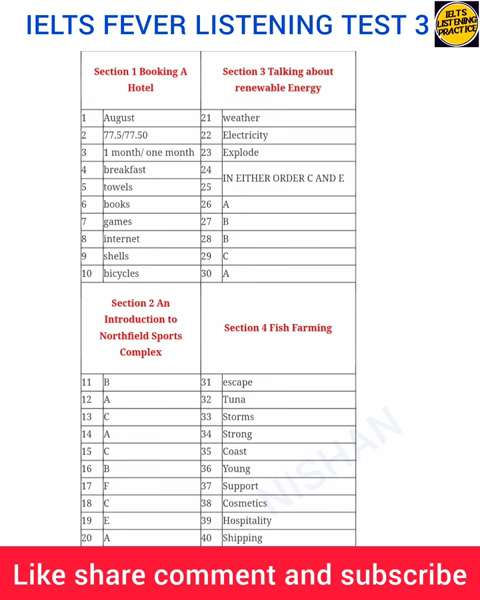 IELTS FEVER LISTENING TEST 3
IELTS
LISTENING
PRACTICE
Section 1 Booking A
Hotel
Section 3 Talking about
renewable Energy
1 August 21 weather
2 77.5/77.50 22 Electricity
3 1 month/ one month 23 Explode
4 breakfast 24
IN EITHER ORDER C AND E
5 towels 25
6 books 26 A
7 games 27 B
8 internet 28 B
9 shells 29 C
10 bicycles 30 A
Section 2 An
Introduction to
Northfield Sports
Complex
Section 4 Fish Farming
11 B 31 escape
12 A 32 Tuna
13 C 33 Storms
14 A 34 Strong
15 C 35 Coast
16 B 36 Young
17 F 37 Support
18 C 38 Cosmetics
19 E 39 Hospitality
20 A 40 Shipping
NISHAN
Like share comment and subscribe